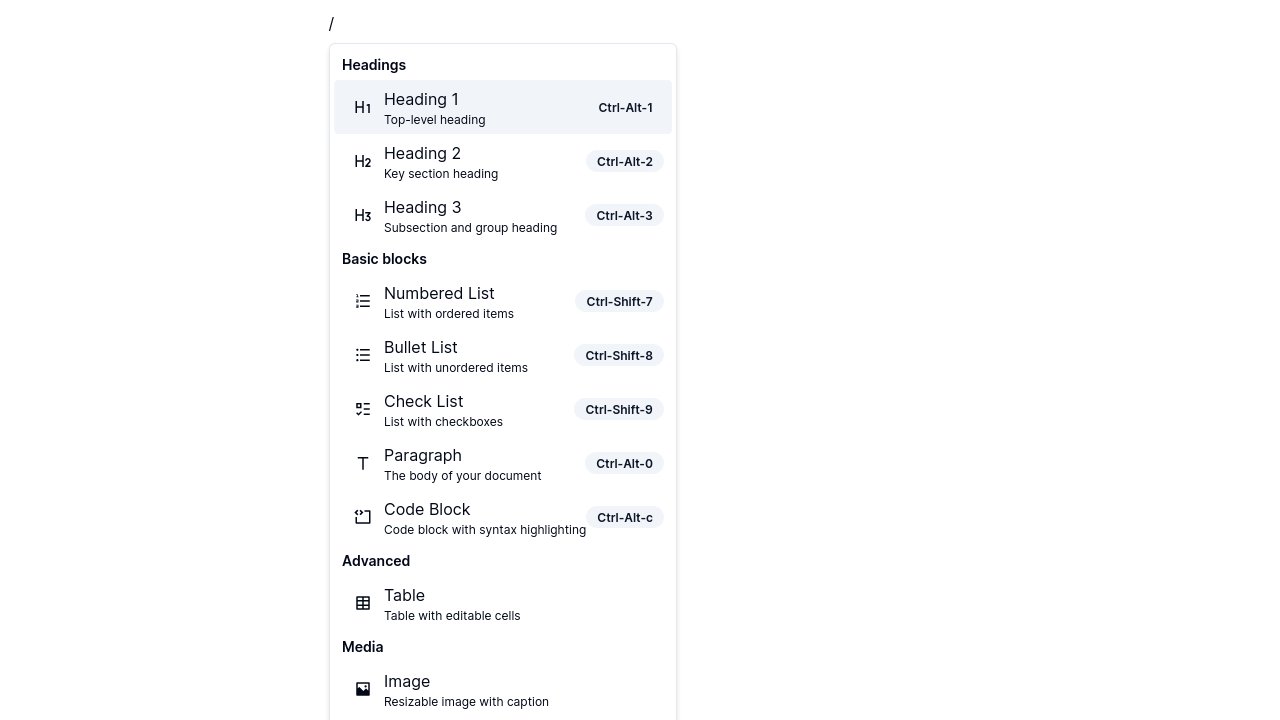 /
Headings
H1 Heading 1 Ctrl-Alt-1
Top-level heading
H2 Heading 2 Ctrl-Alt-2
Key section heading
H3 Heading 3 Ctrl-Alt-3
Subsection and group heading
Basic blocks
Numbered List Ctrl-Shift-7
List with ordered items
Bullet List Ctrl-Shift-8
List with unordered items
Check List Ctrl-Shift-9
List with checkboxes
Paragraph Ctrl-Alt-0
The body of your document
Code Block Ctrl-Alt-c
Code block with syntax highlighting
Advanced
Table
Table with editable cells
Media
Image
Resizable image with caption